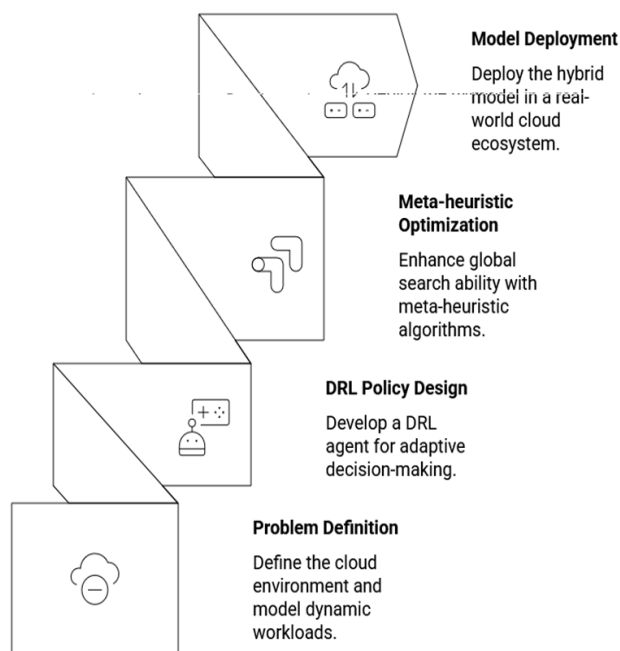 Model Deployment
Deploy the hybrid
model in a real-
world cloud
ecosystem.
Meta-heuristic
Optimization
Enhance global
search ability with
meta-heuristic
algorithms.
DRL Policy Design
Develop a DRL
agent for adaptive
decision-making.
Problem Definition
Define the cloud
environment and
model dynamic
workloads.